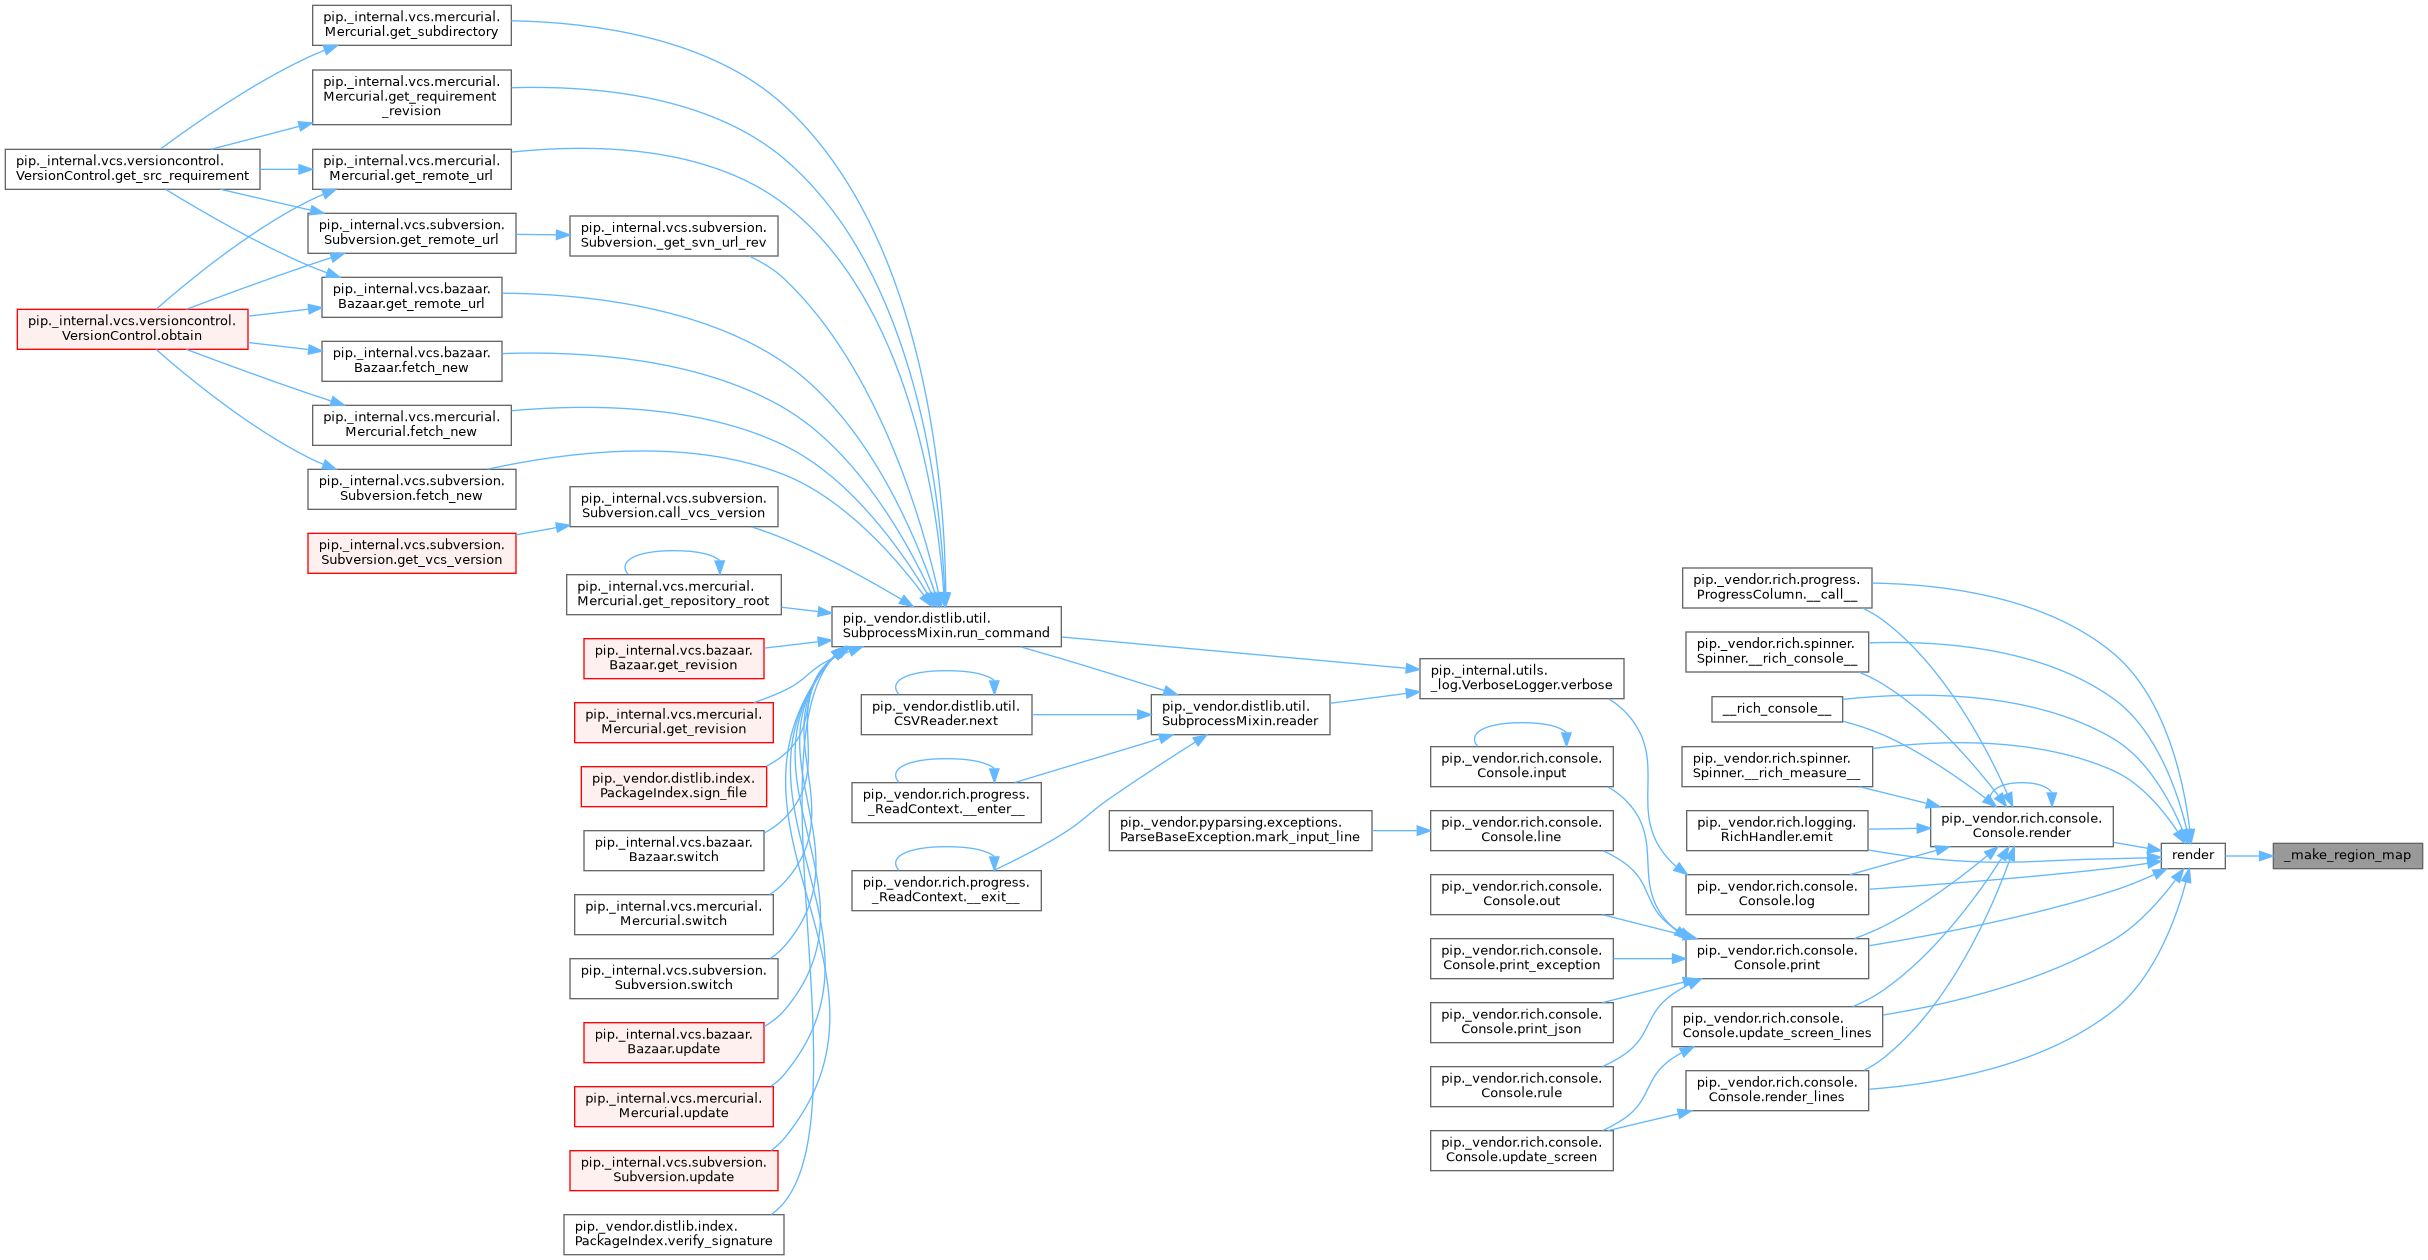 pip._internal.vcs.mercurial.
Mercurial.get_subdirectory
pip._internal.vcs.mercurial.
Mercurial.get_requirement
_revision
pip._internal.vcs.versioncontrol.
VersionControl.get_src_requirement
pip._internal.vcs.mercurial.
Mercurial.get_remote_url
pip._internal.vcs.subversion.
Subversion.get_remote_url
pip._internal.vcs.subversion.
Subversion._get_svn_url_rev
pip._internal.vcs.bazaar.
Bazaar.get_remote_url
pip._internal.vcs.versioncontrol.
VersionControl.obtain
pip._internal.vcs.bazaar.
Bazaar.fetch_new
pip._internal.vcs.mercurial.
Mercurial.fetch_new
pip._internal.vcs.subversion.
Subversion.fetch_new
pip._internal.vcs.subversion.
Subversion.call_vcs_version
pip._internal.vcs.subversion.
Subversion.get_vcs_version
pip._internal.vcs.mercurial.
Mercurial.get_repository_root
pip._vendor.distlib.util.
SubprocessMixin.run_command
pip._internal.vcs.bazaar.
Bazaar.get_revision
pip._internal.vcs.mercurial.
Mercurial.get_revision
pip._vendor.distlib.index.
PackageIndex.sign_file
pip._internal.vcs.bazaar.
Bazaar.switch
pip._internal.vcs.mercurial.
Mercurial.switch
pip._internal.vcs.subversion.
Subversion.switch
pip._internal.vcs.bazaar.
Bazaar.update
pip._internal.vcs.mercurial.
Mercurial.update
pip._internal.vcs.subversion.
Subversion.update
pip._vendor.distlib.index.
PackageIndex.verify_signature
pip._vendor.distlib.util.
CSVReader.next
pip._vendor.rich.progress.
_ReadContext.__enter__
pip._vendor.rich.progress.
_ReadContext.__exit__
pip._vendor.distlib.util.
SubprocessMixin.reader
pip._vendor.pyparsing.exceptions.
ParseBaseException.mark_input_line
pip._internal.utils.
_log.VerboseLogger.verbose
pip._vendor.rich.console.
Console.input
pip._vendor.rich.console.
Console.line
pip._vendor.rich.console.
Console.out
pip._vendor.rich.console.
Console.print_exception
pip._vendor.rich.console.
Console.print_json
pip._vendor.rich.console.
Console.rule
pip._vendor.rich.console.
Console.update_screen
pip._vendor.rich.progress.
ProgressColumn.__call__
pip._vendor.rich.spinner.
Spinner.__rich_console__
__rich_console__
pip._vendor.rich.spinner.
Spinner.__rich_measure__
pip._vendor.rich.logging.
RichHandler.emit
pip._vendor.rich.console.
Console.log
pip._vendor.rich.console.
Console.print
pip._vendor.rich.console.
Console.update_screen_lines
pip._vendor.rich.console.
Console.render_lines
pip._vendor.rich.console.
Console.render
render
_make_region_map